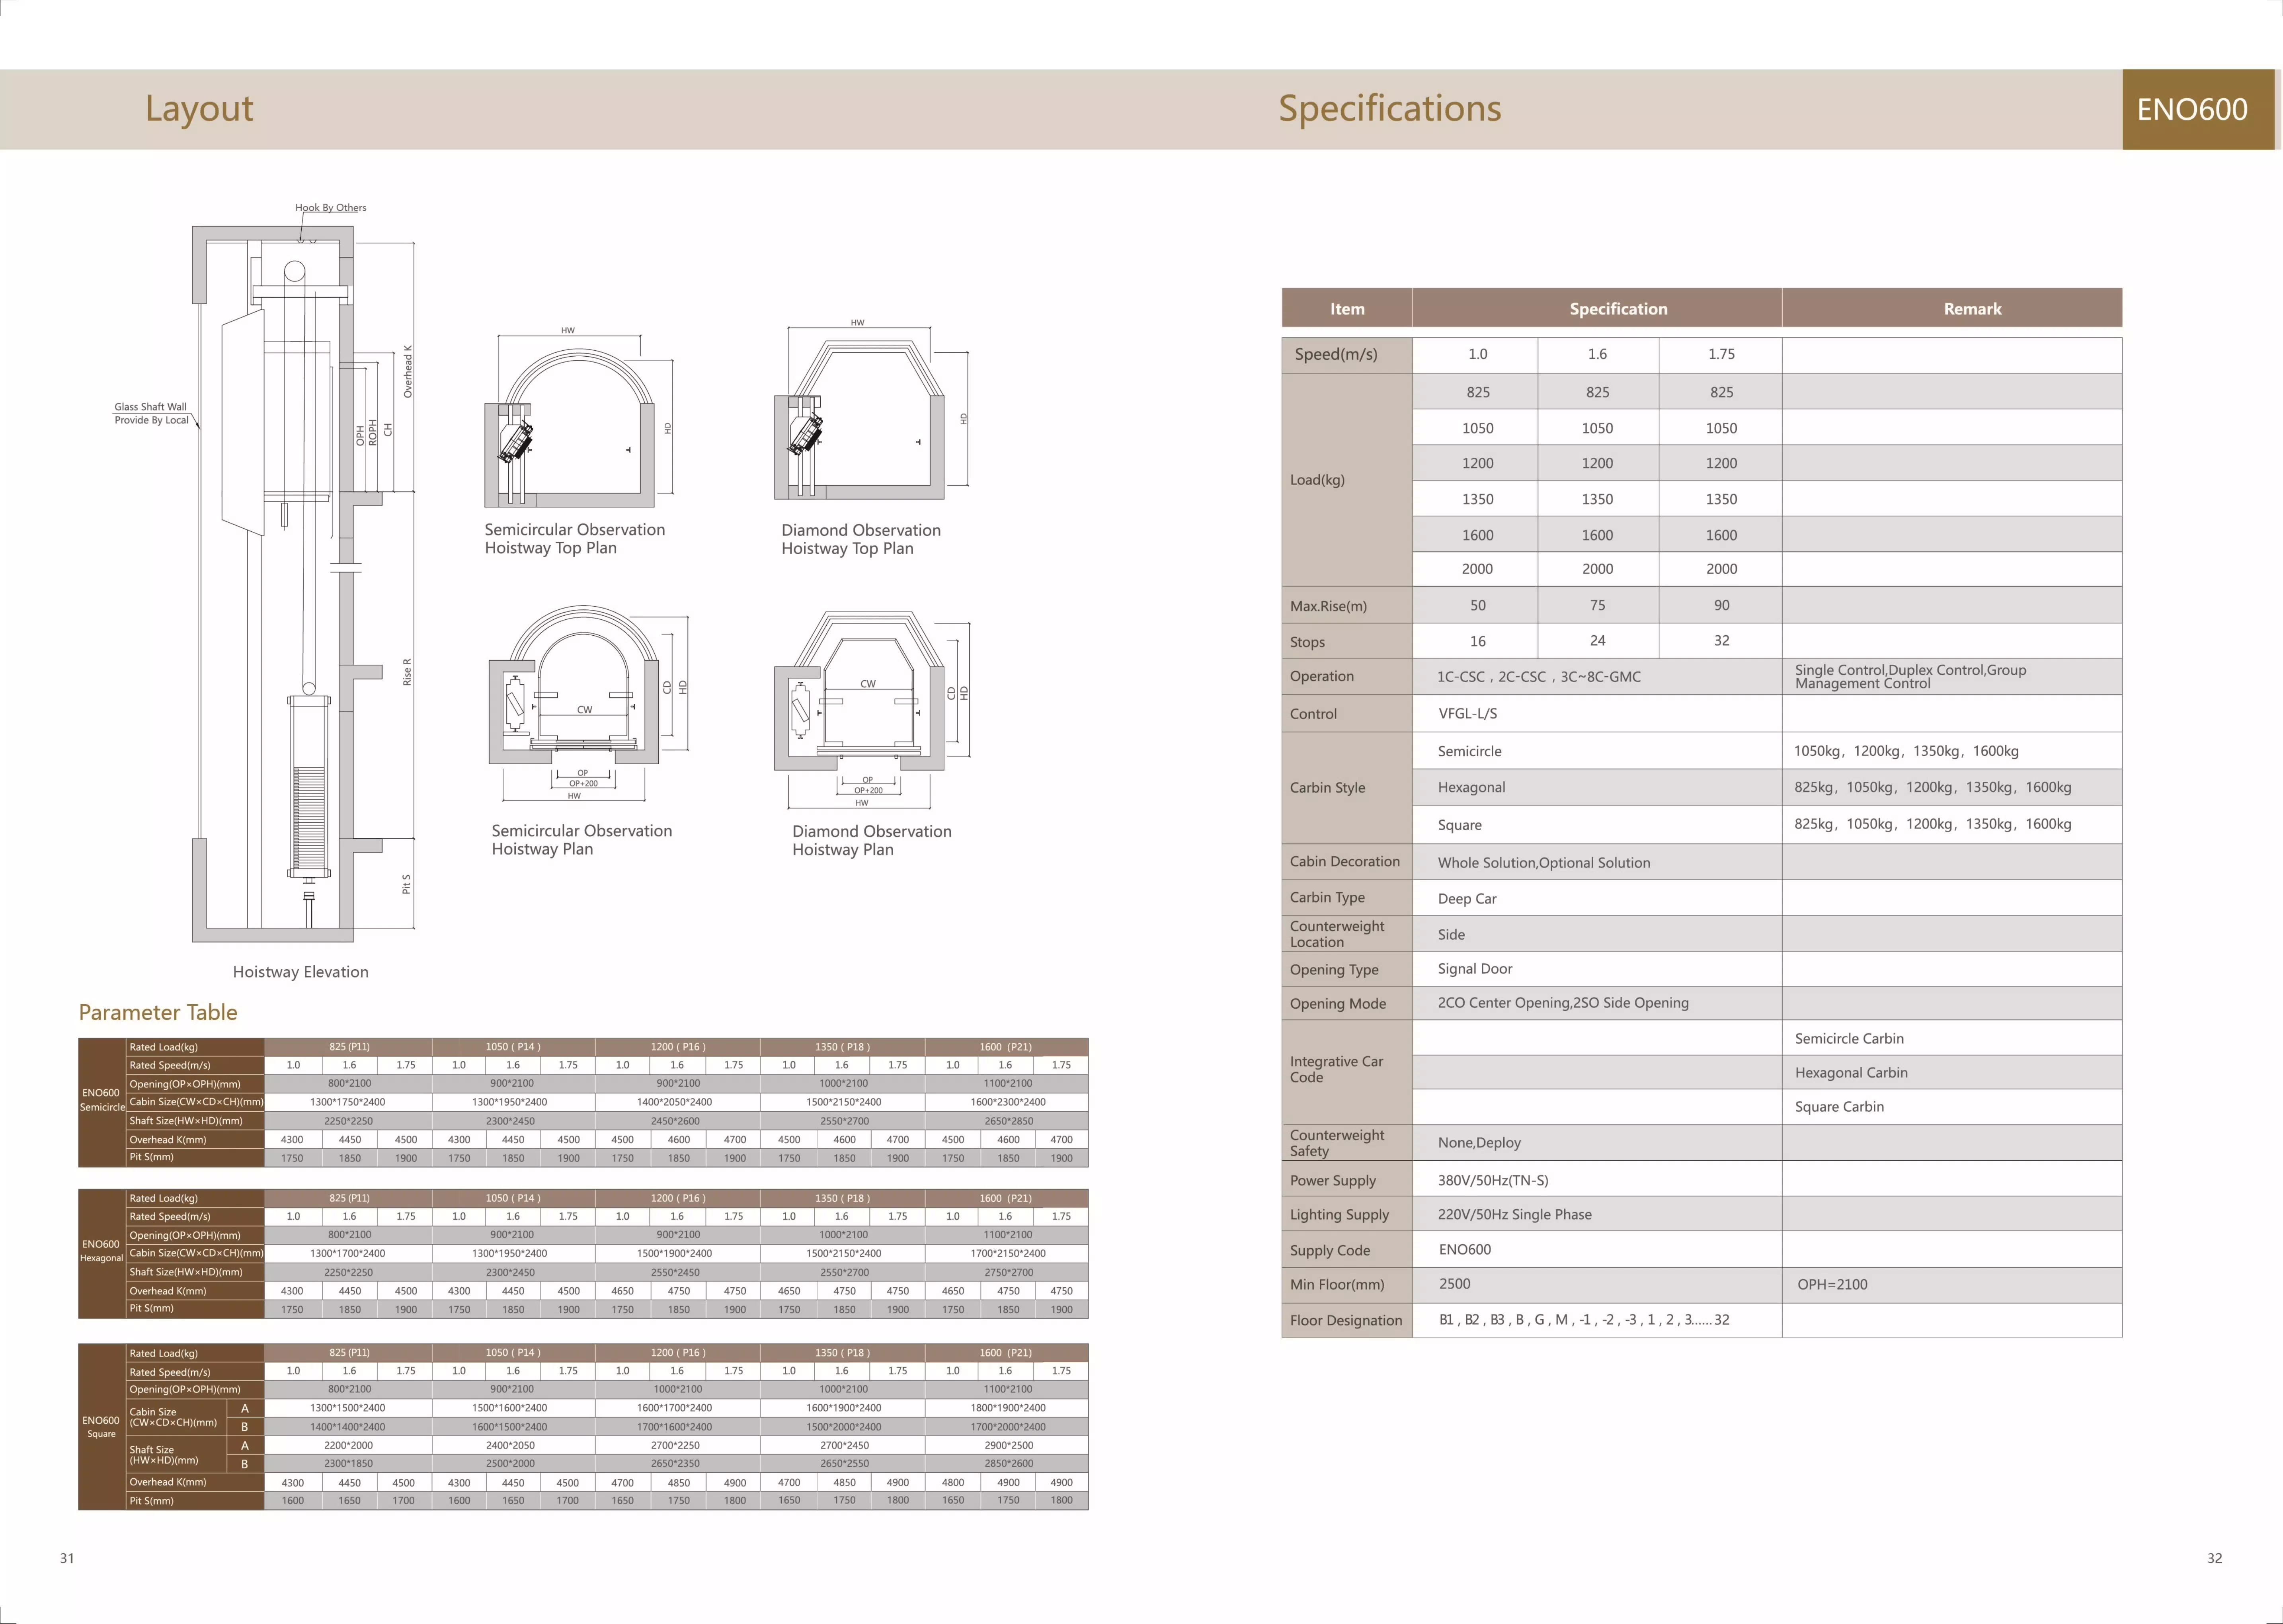 Layout
Specifications
ENO600
Hook By Others
Glass Shaft Wall
Provide By Local
Overhead K
OPH
ROPH
CH
Rise R
Pit S
Hoistway Elevation
HW
HD
Semicircular Observation
Hoistway Top Plan
HW
HD
Diamond Observation
Hoistway Top Plan
CW
CD
HD
OP
OP+200
HW
Semicircular Observation
Hoistway Plan
CW
CD
HD
OP
OP+200
HW
Diamond Observation
Hoistway Plan
Parameter Table
ENO600
Semicircle
Rated Load(kg) 825 (P11) 1050 ( P14 ) 1200 ( P16 ) 1350 ( P18 ) 1600 (P21)
Rated Speed(m/s) 1.0 1.6 1.75 1.0 1.6 1.75 1.0 1.6 1.75 1.0 1.6 1.75 1.0 1.6 1.75
Opening(OP×OPH)(mm) 800*2100 900*2100 900*2100 1000*2100 1100*2100
Cabin Size(CW×CD×CH)(mm) 1300*1750*2400 1300*1950*2400 1400*2050*2400 1500*2150*2400 1600*2300*2400
Shaft Size(HW×HD)(mm) 2250*2250 2300*2450 2450*2600 2550*2700 2650*2850
Overhead K(mm) 4300 4450 4500 4300 4450 4500 4500 4600 4700 4500 4600 4700 4500 4600 4700
Pit S(mm) 1750 1850 1900 1750 1850 1900 1750 1850 1900 1750 1850 1900 1750 1850 1900
ENO600
Hexagonal
Rated Load(kg) 825 (P11) 1050 ( P14 ) 1200 ( P16 ) 1350 ( P18 ) 1600 (P21)
Rated Speed(m/s) 1.0 1.6 1.75 1.0 1.6 1.75 1.0 1.6 1.75 1.0 1.6 1.75 1.0 1.6 1.75
Opening(OP×OPH)(mm) 800*2100 900*2100 900*2100 1000*2100 1100*2100
Cabin Size(CW×CD×CH)(mm) 1300*1700*2400 1300*1950*2400 1500*1900*2400 1500*2150*2400 1700*2150*2400
Shaft Size(HW×HD)(mm) 2250*2250 2300*2450 2550*2450 2550*2700 2750*2700
Overhead K(mm) 4300 4450 4500 4300 4450 4500 4650 4750 4750 4650 4750 4750 4650 4750 4750
Pit S(mm) 1750 1850 1900 1750 1850 1900 1750 1850 1900 1750 1850 1900 1750 1850 1900
ENO600
Square
Rated Load(kg) 825 (P11) 1050 ( P14 ) 1200 ( P16 ) 1350 ( P18 ) 1600 (P21)
Rated Speed(m/s) 1.0 1.6 1.75 1.0 1.6 1.75 1.0 1.6 1.75 1.0 1.6 1.75 1.0 1.6 1.75
Opening(OP×OPH)(mm) 800*2100 900*2100 1000*2100 1000*2100 1100*2100
Cabin Size
(CW×CD×CH)(mm)
A 1300*1500*2400 1500*1600*2400 1600*1700*2400 1600*1900*2400 1800*1900*2400
B 1400*1400*2400 1600*1500*2400 1700*1600*2400 1500*2000*2400 1700*2000*2400
Shaft Size
(HW×HD)(mm)
A 2200*2000 2400*2050 2700*2250 2700*2450 2900*2500
B 2300*1850 2500*2000 2650*2350 2650*2550 2850*2600
Overhead K(mm) 4300 4450 4500 4300 4450 4500 4700 4850 4900 4700 4850 4900 4800 4900 4900
Pit S(mm) 1600 1650 1700 1600 1650 1700 1650 1750 1800 1650 1750 1800 1650 1750 1800
31
Item Specification Remark
Speed(m/s) 1.0 1.6 1.75
Load(kg)
825 825 825
1050 1050 1050
1200 1200 1200
1350 1350 1350
1600 1600 1600
2000 2000 2000
Max.Rise(m) 50 75 90
Stops 16 24 32
Operation 1C-CSC , 2C-CSC , 3C~8C-GMC Single Control,Duplex Control,Group
Management Control
Control VFGL-L/S
Carbin Style
Semicircle 1050kg, 1200kg, 1350kg, 1600kg
Hexagonal 825kg, 1050kg, 1200kg, 1350kg, 1600kg
Square 825kg, 1050kg, 1200kg, 1350kg, 1600kg
Cabin Decoration Whole Solution,Optional Solution
Carbin Type Deep Car
Counterweight
Location Side
Opening Type Signal Door
Opening Mode 2CO Center Opening,2SO Side Opening
Integrative Car
Code
Semicircle Carbin
Hexagonal Carbin
Square Carbin
Counterweight
Safety None,Deploy
Power Supply 380V/50Hz(TN-S)
Lighting Supply 220V/50Hz Single Phase
Supply Code ENO600
Min Floor(mm) 2500 OPH=2100
Floor Designation B1 , B2 , B3 , B , G , M , -1 , -2 , -3 , 1 , 2 , 3......32
32